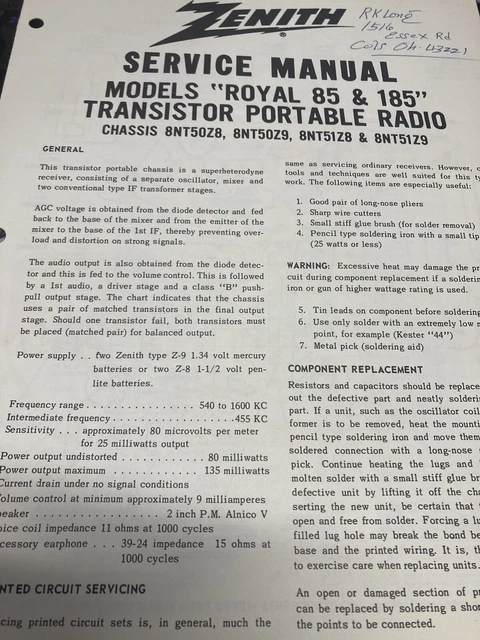 ZENITH
®
RK Long
1516
Essex Rd
Cols Oh. 43221
SERVICE MANUAL
MODELS "ROYAL 85 & 185"
TRANSISTOR PORTABLE RADIO
CHASSIS 8NT50Z8, 8NT50Z9, 8NT51Z8 & 8NT51Z9
GENERAL
This transistor portable chassis is a superheterodyne
receiver, consisting of a separate oscillator, mixer and
two conventional type IF transformer stages.
AGC voltage is obtained from the diode detector and fed
back to the base of the mixer and from the emitter of the
mixer to the base of the 1st IF, thereby preventing over-
load and distortion on strong signals.
The audio output is also obtained from the diode detec-
tor and this is fed to the volume control. This is followed
by a 1st audio, a driver stage and a class "B" push-
pull output stage. The chart indicates that the chassis
uses a pair of matched transistors in the final output
stage. Should one transistor fail, both transistors must
be placed (matched pair) for balanced output.
Power supply . . two Zenith type Z-9 1.34 volt mercury
batteries or two Z-8 1-1/2 volt pen-
lite batteries.
Frequency range . . . . . . . . . . . . . . . 540 to 1600 KC
Intermediate frequency . . . . . . . . . . . . . . . . . 455 KC
Sensitivity . . . approximately 80 microvolts per meter
for 25 milliwatts output
Power output undistorted . . . . . . . . . . . . 80 milliwatts
Power output maximum . . . . . . . . . . . . 135 milliwatts
Current drain under no signal conditions
Volume control at minimum approximately 9 milliamperes
peaker . . . . . . . . . . . . . . . . 2 inch P.M. Alnico V
oice coil impedance 11 ohms at 1000 cycles
cessory earphone . . . 39-24 impedance 15 ohms at
1000 cycles
NTED CIRCUIT SERVICING
cing printed circuit sets is, in general, much the
same as servicing ordinary receivers. However, c
tools and techniques are well suited for this ty
work. The following items are especially useful:
1. Good pair of long-nose pliers
2. Sharp wire cutters
3. Small stiff glue brush (for solder removal)
4. Pencil type soldering iron with a small tip
(25 watts or less)
WARNING: Excessive heat may damage the pr
cuit during component replacement if a solderin
iron or gun of higher wattage rating is used.
5. Tin leads on component before soldering
6. Use only solder with an extremely low m
point, for example (Kester "44")
7. Metal pick (soldering aid)
COMPONENT REPLACEMENT
Resistors and capacitors should be replace
out the defective part and neatly solderin
part. If a unit, such as the oscillator coil
former is to be removed, heat the mounti
pencil type soldering iron and move them
soldered connection with a long-nose
pick. Continue heating the lugs and
molten solder with a small stiff glue br
defective unit by lifting it off the cha
serting the new unit, be certain that
open and free from solder. Forcing a lu
filled lug hole may break the bond be
base and the printed wiring. It is, th
to exercise care when replacing units.
An open or damaged section of pr
can be replaced by soldering a shor
the points to be connected.